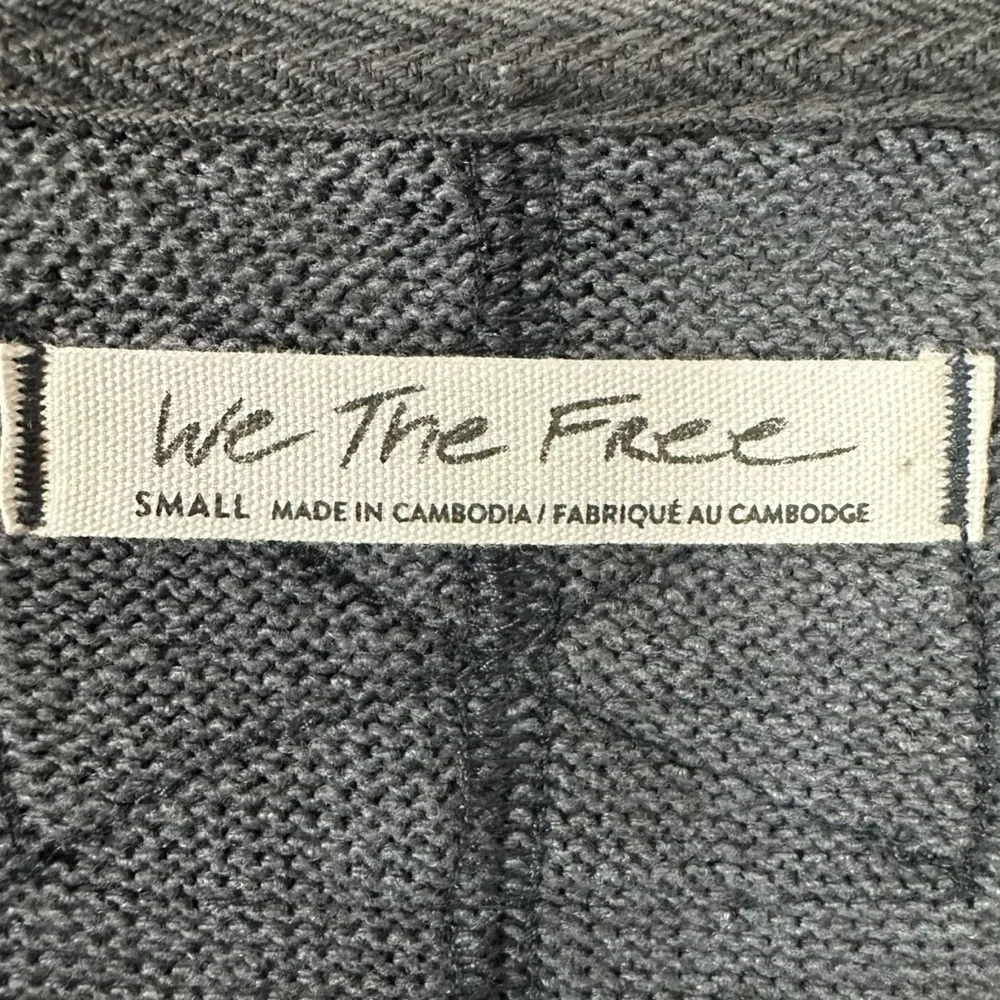 We The Free
SMALL MADE IN CAMBODIA / FABRIQUÉ AU CAMBODGE